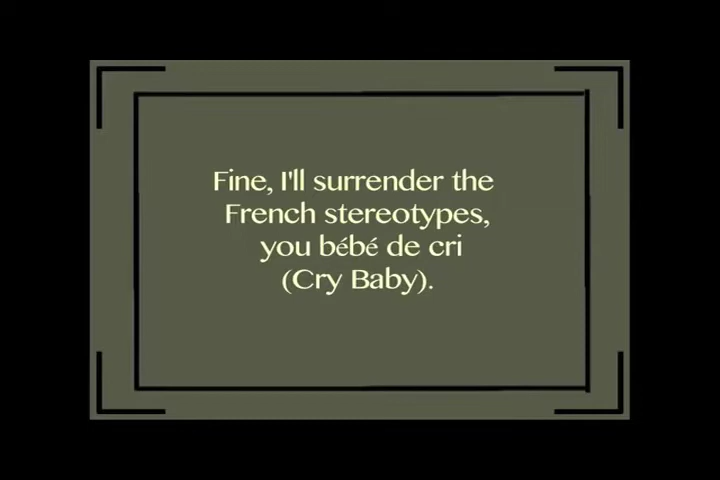 Fine, I'll surrender the
French stereotypes,
you bébé de cri
(Cry Baby).